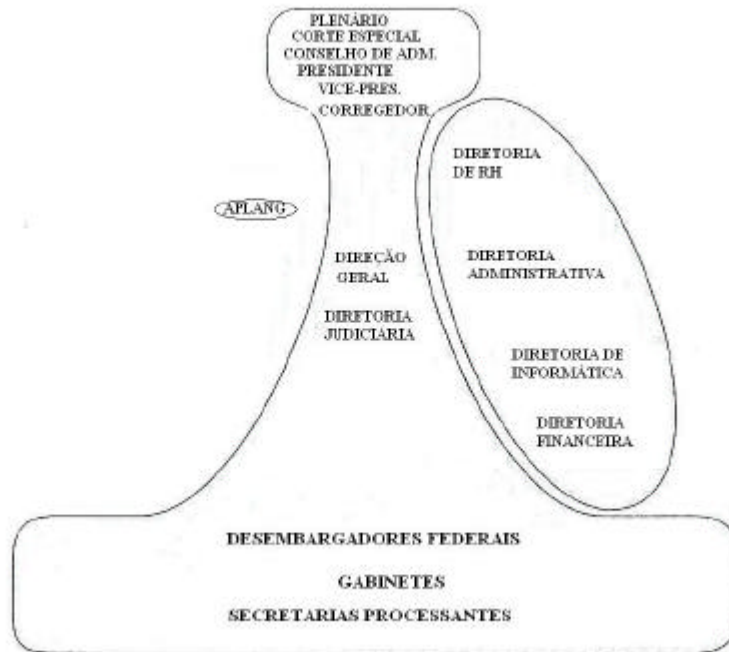 PLENÁRIO
CORTE ESPECIAL
CONSELHO DE ADM.
PRESIDENTE
VICE-PRES.
CORREGEDOR
DIRETORIA
DE RH
APLANG
DIREÇÃO
GERAL
DIRETORIA
ADMINISTRATIVA
DIRETORIA
JUDICIARIA
DIRETORIA DE
INFORMÁTICA
DIRETORIA
FINANCEIRA
DESEMBARGADORES FEDERAIS
GABINETES
SECRETARIAS PROCESSANTES